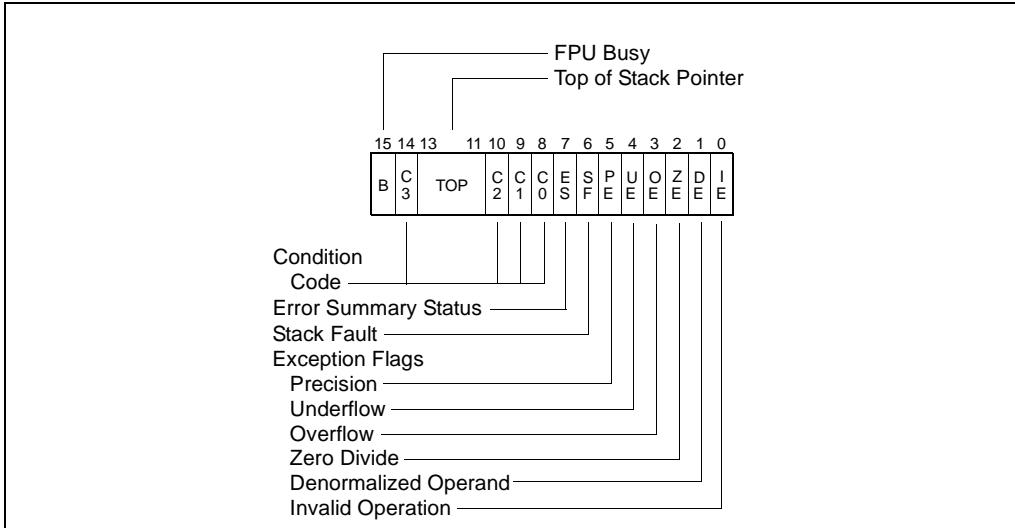 FPU Busy
Top of Stack Pointer
15 14 13 11 10 9 8 7 6 5 4 3 2 1 0
B C3 TOP C2 C1 C0 ES SF PE UE OE ZE DE IE
Condition
Code
Error Summary Status
Stack Fault
Exception Flags
Precision
Underflow
Overflow
Zero Divide
Denormalized Operand
Invalid Operation